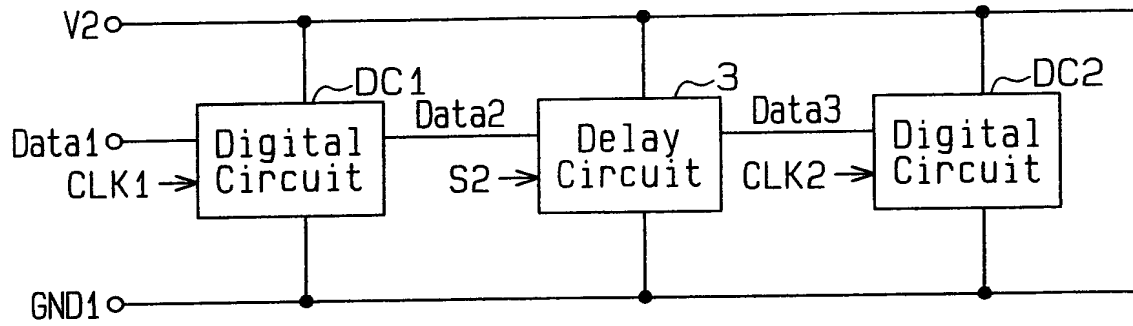 V2
DC1
3
DC2
Data1
Digital
Circuit
Data2
Delay
Circuit
Data3
Digital
Circuit
CLK1
S2
CLK2
GND1